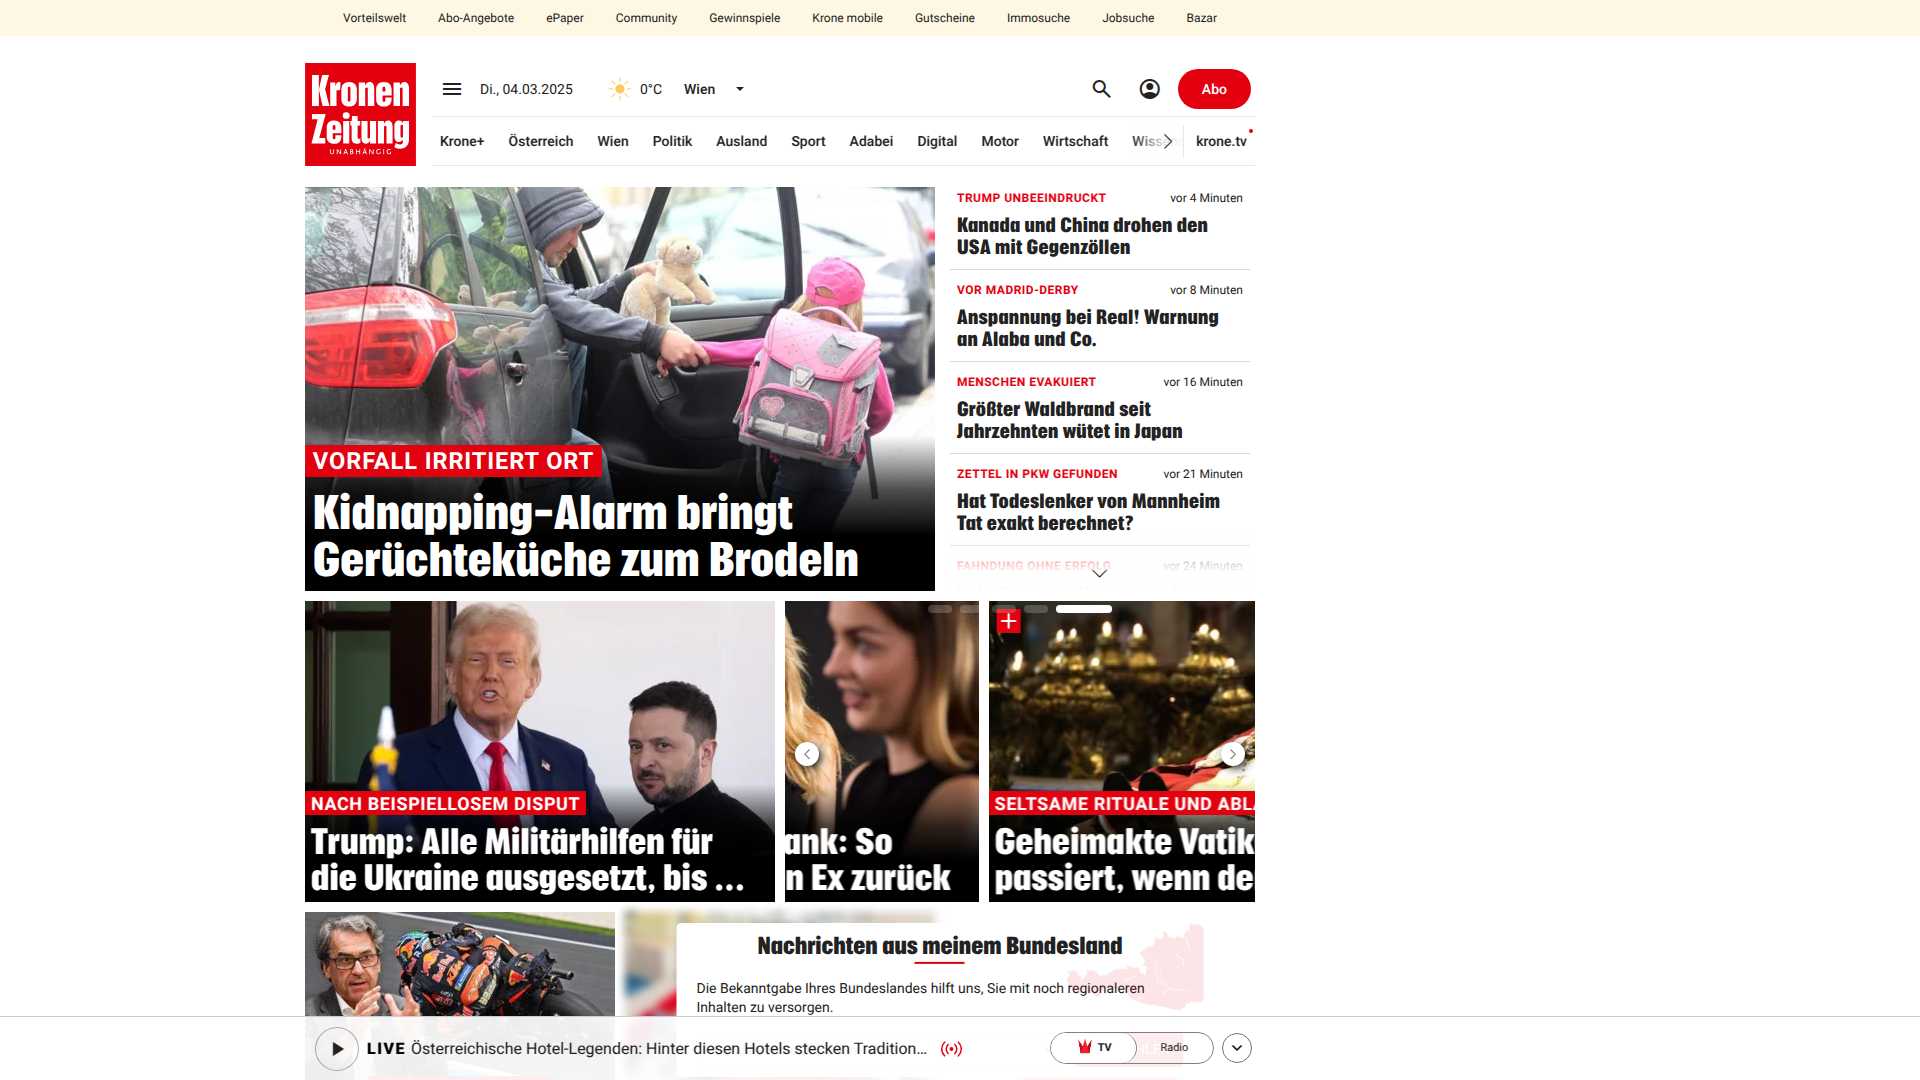 Vorteilswelt Abo-Angebote ePaper Community Gewinnspiele Krone mobile Gutscheine Immosuche Jobsuche Bazar
Kronen
Zeitung
UNABHÄNGIG
Di., 04.03.2025 0°C Wien Abo
Krone+ Österreich Wien Politik Ausland Sport Adabei Digital Motor Wirtschaft krone.tv
VORFALL IRRITIERT ORT
Kidnapping-Alarm bringt
Gerüchteküche zum Brodeln
TRUMP UNBEEINDRUCKT vor 4 Minuten
Kanada und China drohen den
USA mit Gegenzöllen
VOR MADRID-DERBY vor 8 Minuten
Anspannung bei Real! Warnung
an Alaba und Co.
MENSCHEN EVAKUIERT vor 16 Minuten
Größter Waldbrand seit
Jahrzehnten wütet in Japan
ZETTEL IN PKW GEFUNDEN vor 21 Minuten
Hat Todeslenker von Mannheim
Tat exakt berechnet?
FAHNDUNG OHNE ERFOLG vor 24 Minuten
NACH BEISPIELLOSEM DISPUT
Trump: Alle Militärhilfen für
die Ukraine ausgesetzt, bis ...
ank: So
n Ex zurück
SELTSAME RITUALE UND ABLA
Geheimakte Vatik
passiert, wenn de
Nachrichten aus meinem Bundesland
Die Bekanntgabe Ihres Bundeslandes hilft uns, Sie mit noch regionaleren
Inhalten zu versorgen.
LIVE Österreichische Hotel-Legenden: Hinter diesen Hotels stecken Tradition... TV Radio